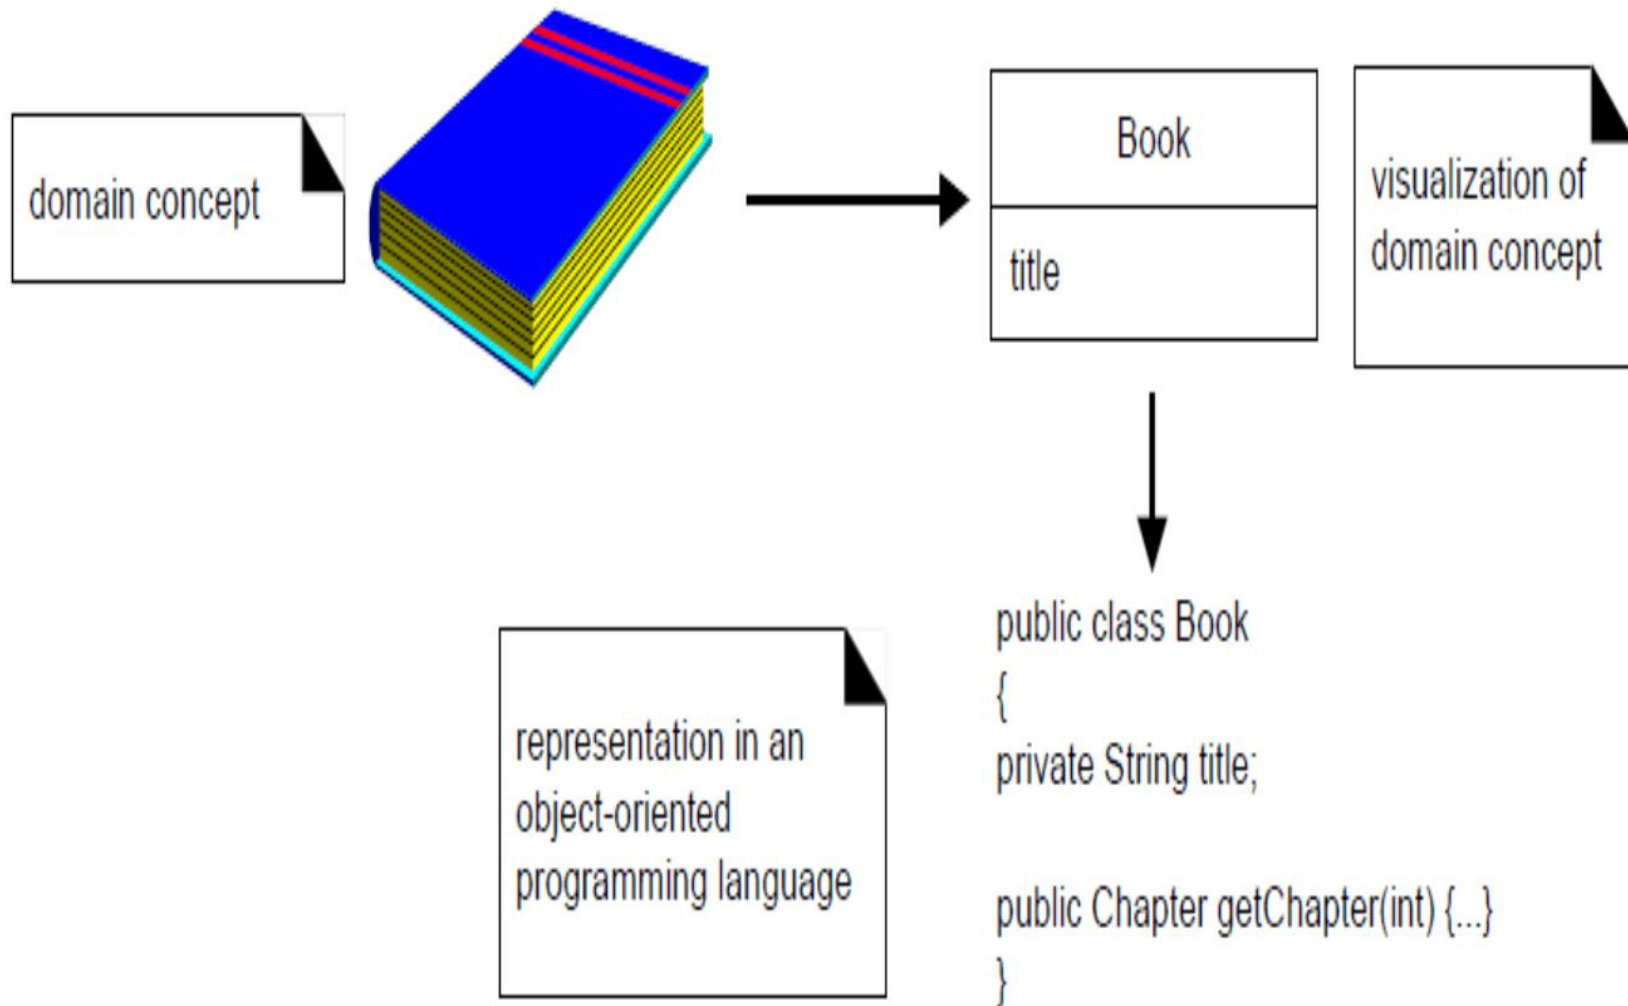 domain concept
Book
title
visualization of
domain concept
representation in an
object-oriented
programming language
public class Book
{
private String title;
public Chapter getChapter(int) {...}
}